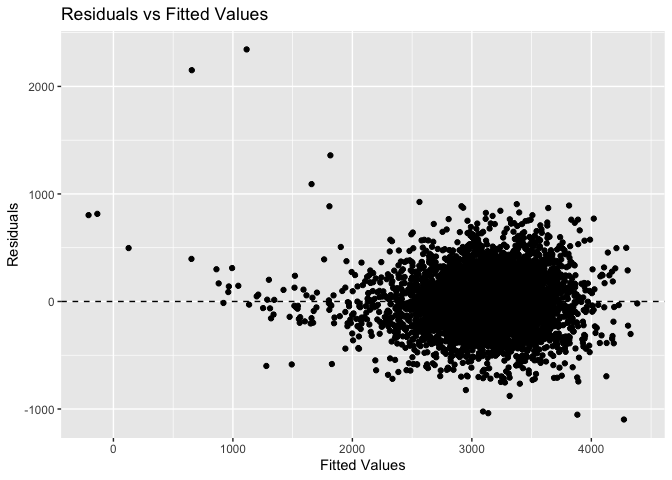 Residuals vs Fitted Values
Residuals
2000
1000
0
-1000
0 1000 2000 3000 4000
Fitted Values